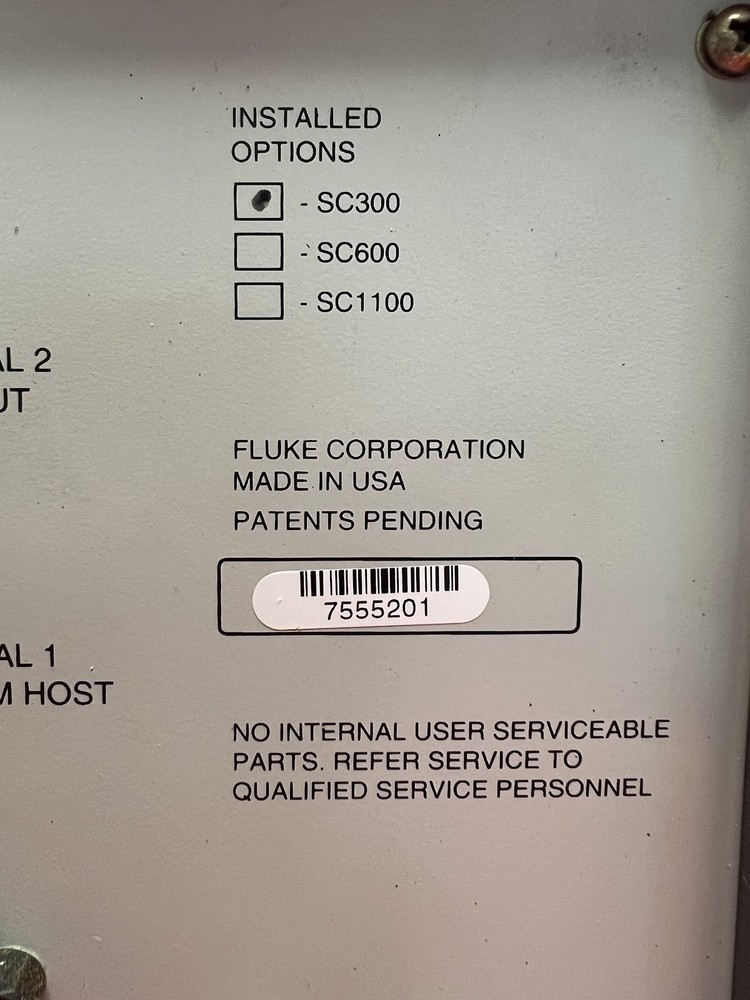 INSTALLED
OPTIONS
- SC300
- SC600
- SC1100
AL 2
UT
FLUKE CORPORATION
MADE IN USA
PATENTS PENDING
7555201
AL 1
M HOST
NO INTERNAL USER SERVICEABLE
PARTS. REFER SERVICE TO
QUALIFIED SERVICE PERSONNEL